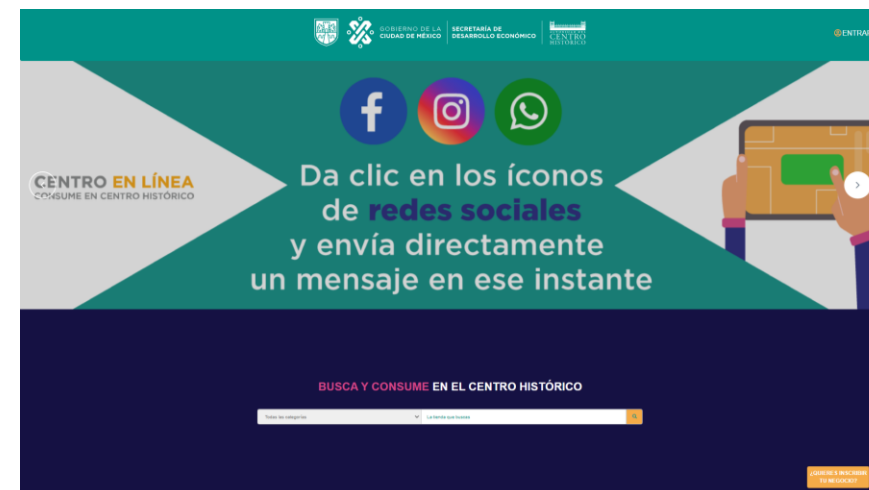 GOBIERNO DE LA
CIUDAD DE MÉXICO
SECRETARÍA DE
DESARROLLO ECONÓMICO
CENTRO
HISTÓRICO
ENTRAR
CENTRO EN LÍNEA
CONSUME EN CENTRO HISTÓRICO
Da clic en los íconos
de redes sociales
y envía directamente
un mensaje en ese instante
BUSCA Y CONSUME EN EL CENTRO HISTÓRICO
Todas las categorías
La tienda que buscas
¿QUIERES INSCRIBIR
TU NEGOCIO?